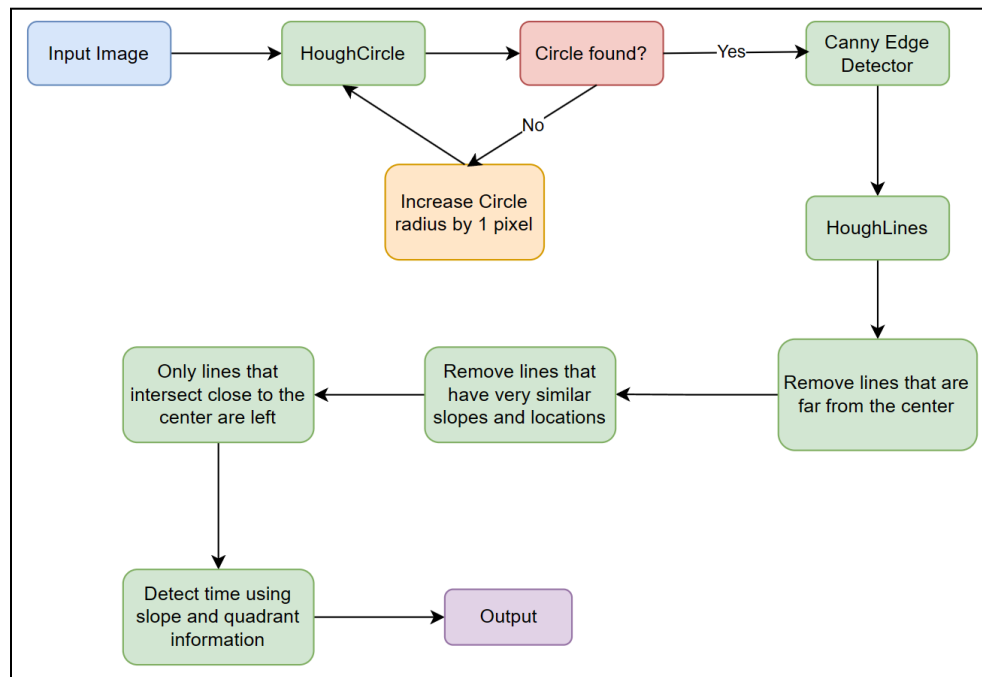 Input Image
HoughCircle
Circle found?
Yes
Canny Edge
Detector
No
Increase Circle
radius by 1 pixel
HoughLines
Remove lines that are
far from the center
Remove lines that
have very similar
slopes and locations
Only lines that
intersect close to the
center are left
Detect time using
slope and quadrant
information
Output